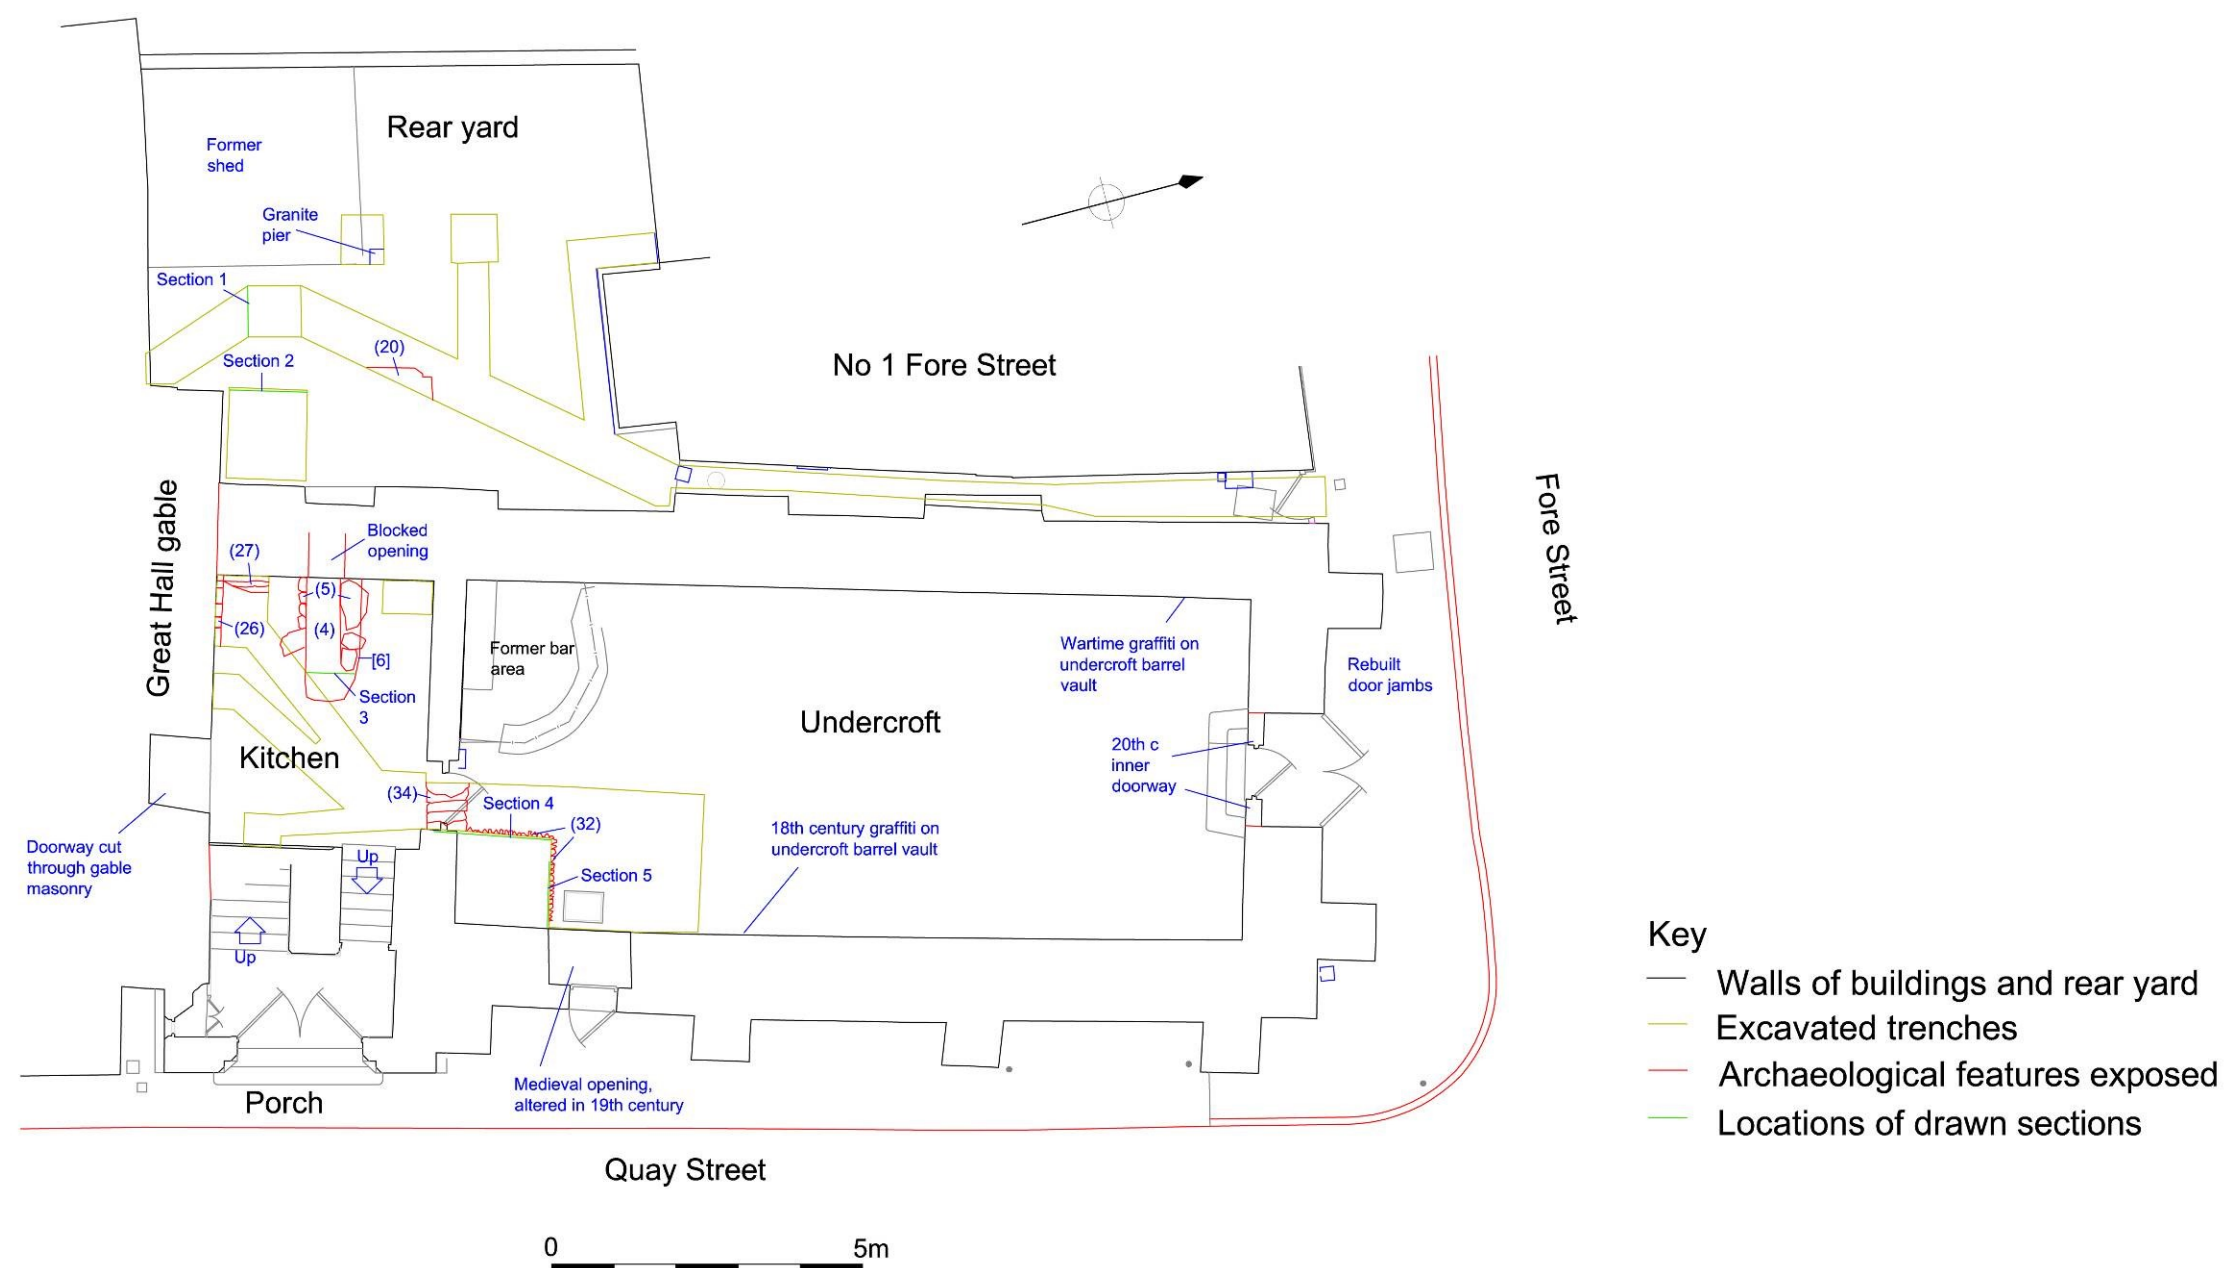 Rear yard
Former
shed
Granite
pier
Section 1
Section 2
(20)
No 1 Fore Street
Fore Street
Great Hall gable
Blocked
opening
(27)
(5)
(26)
(4)
[6]
Section
3
Former bar
area
Wartime graffiti on
undercroft barrel
vault
Rebuilt
door jambs
Undercroft
Kitchen
20th c
inner
doorway
(34)
Section 4
(32)
18th century graffiti on
undercroft barrel vault
Doorway cut
through gable
masonry
Up
Section 5
Up
Medieval opening,
altered in 19th century
Porch
Quay Street
0 5m
Key
Walls of buildings and rear yard
Excavated trenches
Archaeological features exposed
Locations of drawn sections